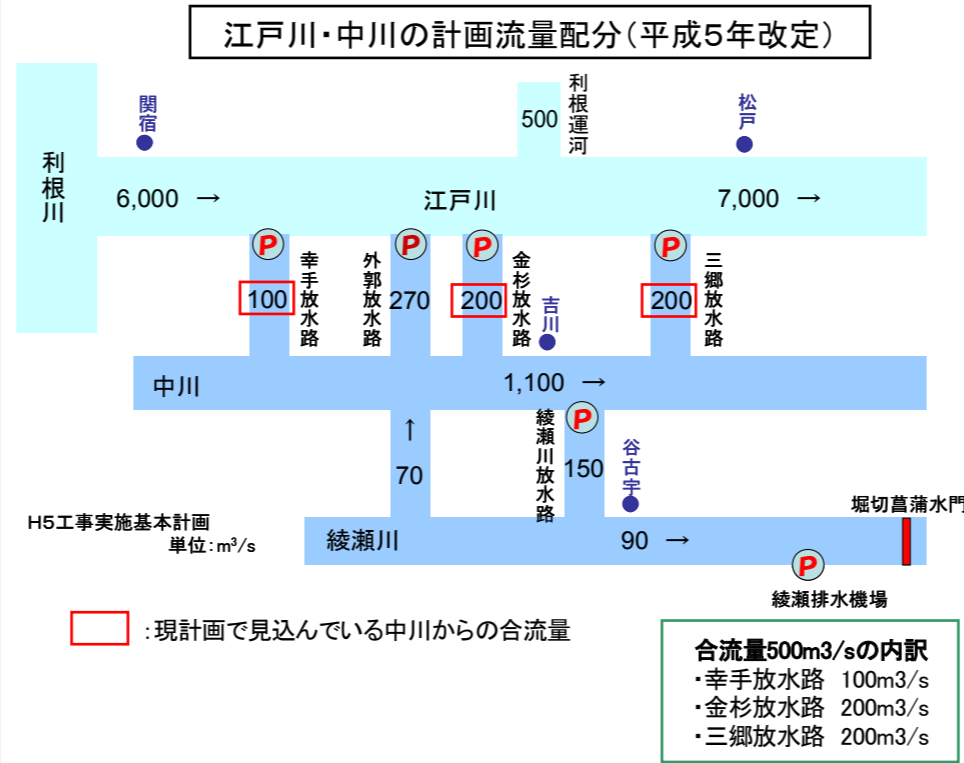 江戸川・中川の計画流量配分(平成5年改定)
利根川
関宿
500
利根運河
松戸
6,000 →
江戸川
7,000 →
P
P
P
P
100
幸手放水路
外郭放水路
270
200
金杉放水路
吉川
200
三郷放水路
中川
1,100 →
↑
70
綾瀬川放水路
P
150
谷古宇
堀切菖蒲水門
H5工事実施基本計画
単位:m³/s
綾瀬川
90 →
P
綾瀬排水機場
:現計画で見込んでいる中川からの合流量
合流量500m3/sの内訳
・幸手放水路 100m3/s
・金杉放水路 200m3/s
・三郷放水路 200m3/s